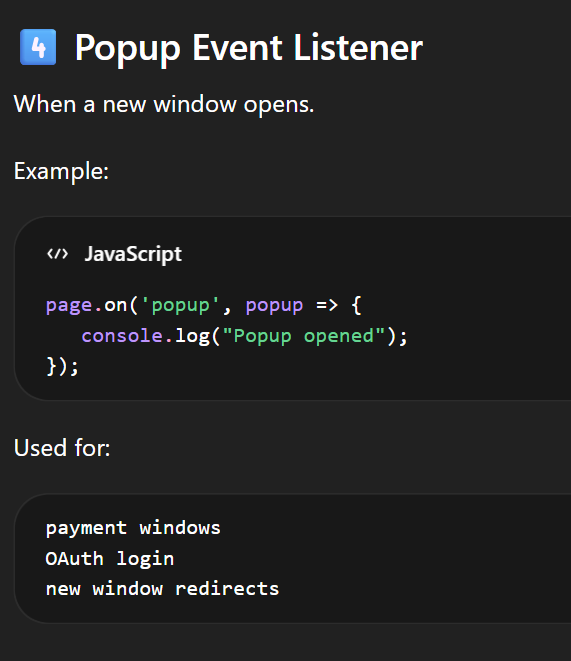 4 Popup Event Listener
When a new window opens.
Example:
</> JavaScript
page.on('popup', popup => {
   console.log("Popup opened");
});
Used for:
payment windows
OAuth login
new window redirects